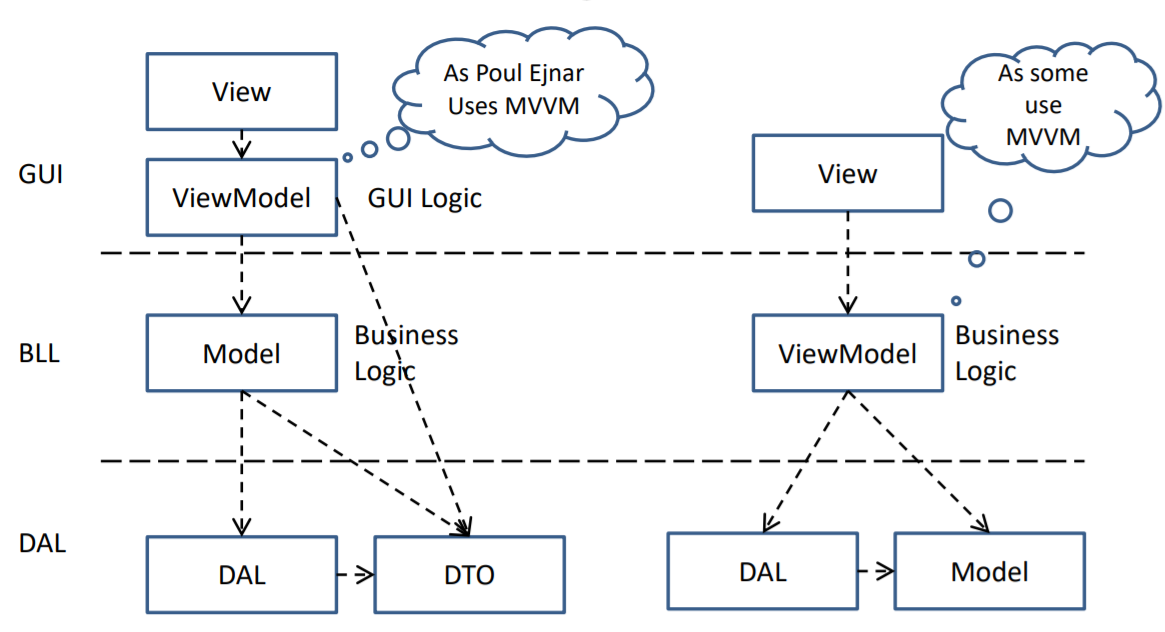 As Poul Ejnar
Uses MVVM
As some
use
MVVM
View
View
GUI
ViewModel
GUI Logic
BLL
Model
Business
Logic
ViewModel
Business
Logic
DAL
DAL
DTO
DAL
Model